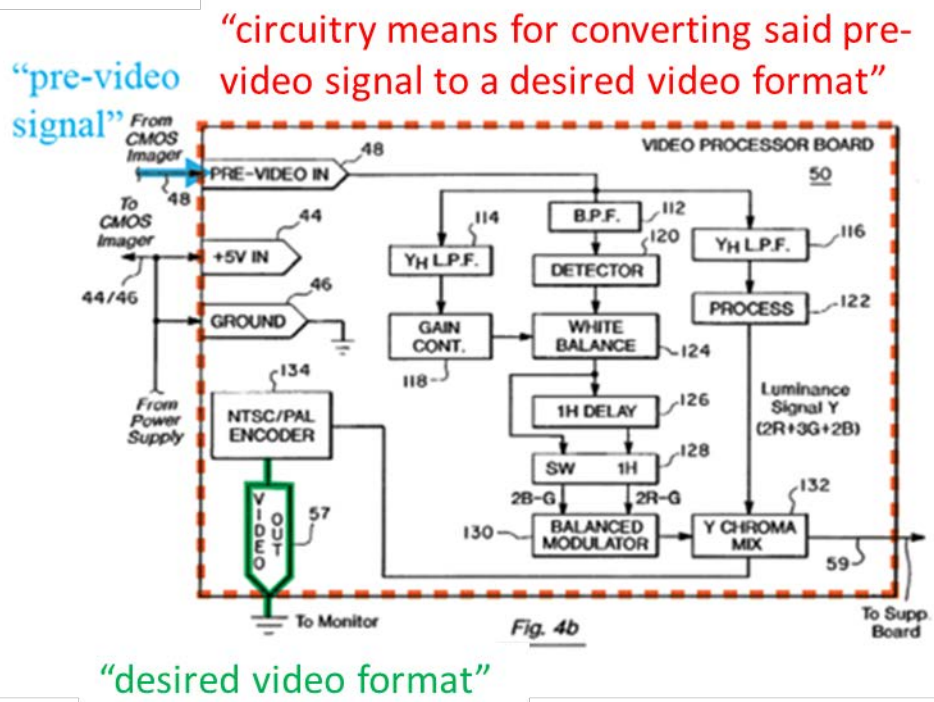 “circuitry means for converting said pre-
video signal to a desired video format”
“pre-video
signal”
From
CMOS
Imager
48
VIDEO PROCESSOR BOARD
50
PRE-VIDEO IN
48
To
CMOS
Imager
44
+5V IN
44/46
46
GROUND
From
Power
Supply
114
YH L.P.F.
B.P.F.
112
120
DETECTOR
YH L.P.F.
116
PROCESS
122
GAIN
CONT.
118
WHITE
BALANCE
124
134
NTSC/PAL
ENCODER
1H DELAY
126
Luminance
Signal Y
(2R+3G+2B)
SW 1H
128
2B-G
2R-G
132
VIDEO
OUT
57
130
BALANCED
MODULATOR
Y CHROMA
MIX
59
To Monitor
Fig. 4b
To Supp.
Board
“desired video format”